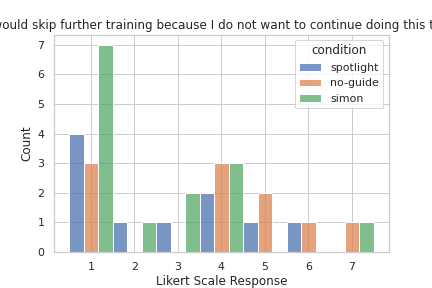 would skip further training because I do not want to continue doing this
7
6
5
4
3
2
1
0
Count
condition
spotlight
no-guide
simon
1 2 3 4 5 6 7
Likert Scale Response